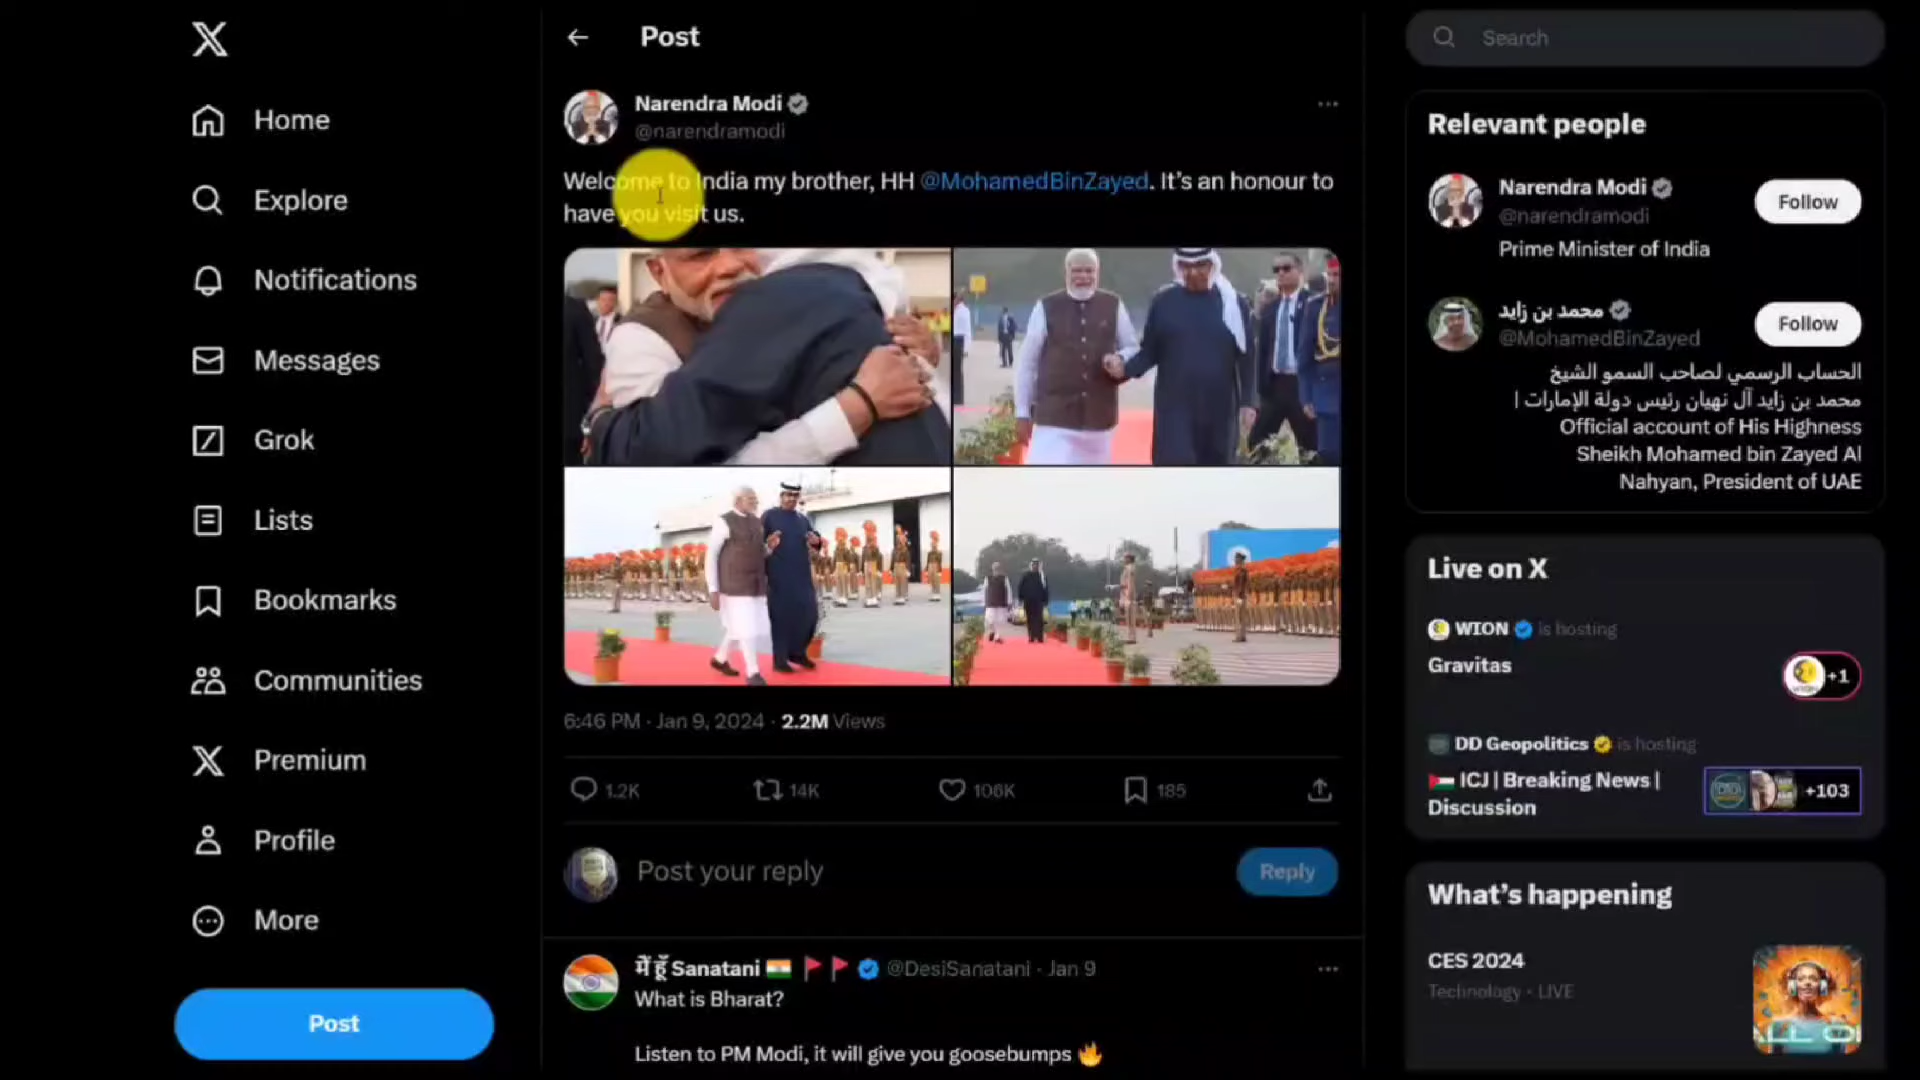 Home
Explore
Notifications
Messages
Grok
Lists
Bookmarks
Communities
Premium
Profile
More
Post
Post
Narendra Modi
@narendramodi
Welcome to India my brother, HH @MohamedBinZayed. It's an honour to
have you visit us.
6:46 PM · Jan 9, 2024 · 2.2M Views
1.2K 14K 106K 185
Post your reply
Reply
मैं हूँ Sanatani @DesiSanatani · Jan 9
What is Bharat?
Listen to PM Modi, it will give you goosebumps
Search
Relevant people
Narendra Modi
@narendramodi
Follow
Prime Minister of India
محمد بن زايد
@MohamedBinZayed
Follow
الحساب الرسمي لصاحب السمو الشيخ
محمد بن زايد آل نهيان رئيس دولة الإمارات |
Official account of His Highness
Sheikh Mohamed bin Zayed Al
Nahyan, President of UAE
Live on X
WION is hosting
Gravitas
+1
DD Geopolitics is hosting
ICJ | Breaking News |
Discussion
+103
What's happening
CES 2024
Technology · LIVE